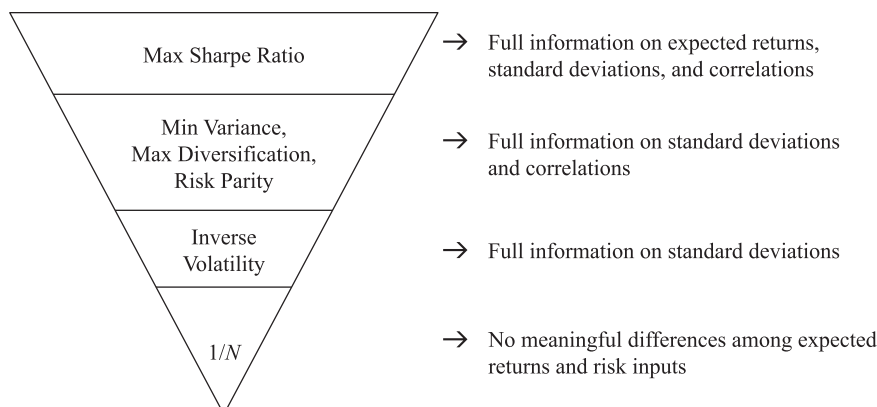 Max Sharpe Ratio
→ Full information on expected returns,
standard deviations, and correlations
Min Variance,
Max Diversification,
Risk Parity
→ Full information on standard deviations
and correlations
Inverse
Volatility
→ Full information on standard deviations
1/N
→ No meaningful differences among expected
returns and risk inputs